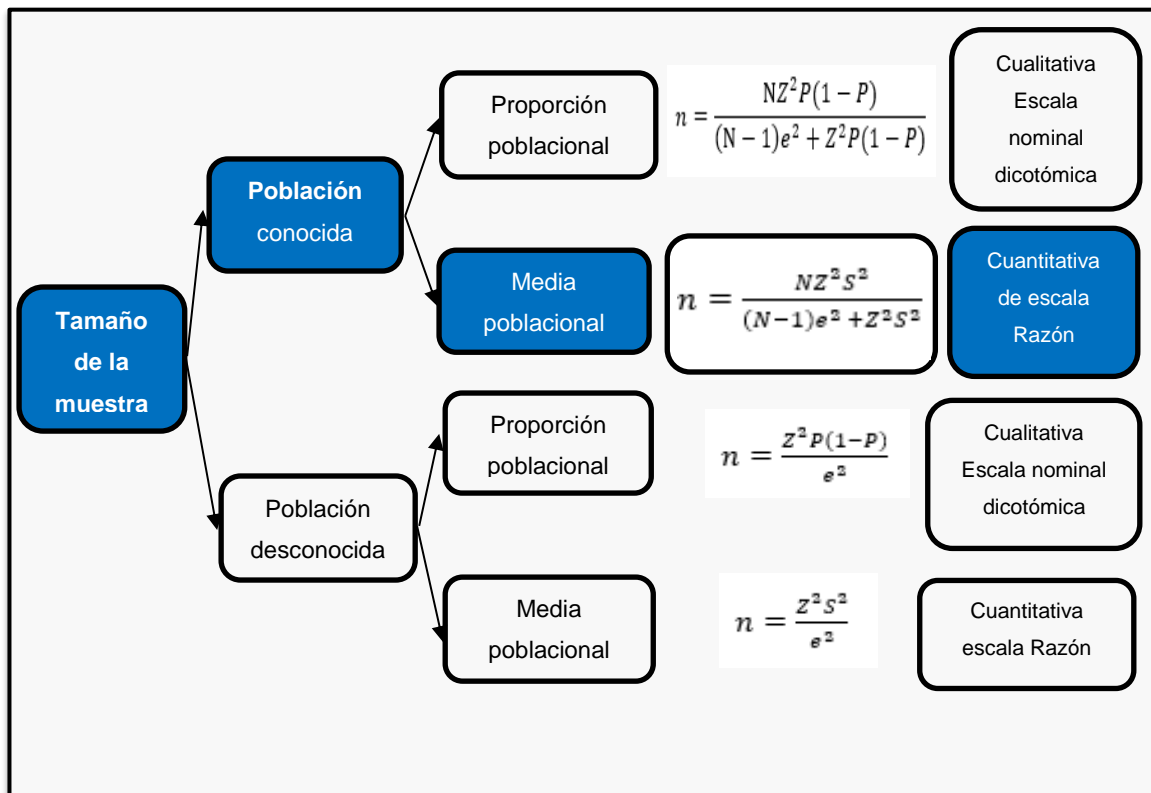 Proporción
poblacional
n = NZ²P(1 − P) / (N − 1)e² + Z²P(1 − P)
Cualitativa
Escala
nominal
dicotómica
Población
conocida
Media
poblacional
n = NZ²S² / (N−1)e² +Z²S²
Cuantitativa
de escala
Razón
Tamaño
de la
muestra
Proporción
poblacional
n = Z²P(1−P) / e²
Cualitativa
Escala nominal
dicotómica
Población
desconocida
Media
poblacional
n = Z²S² / e²
Cuantitativa
escala Razón